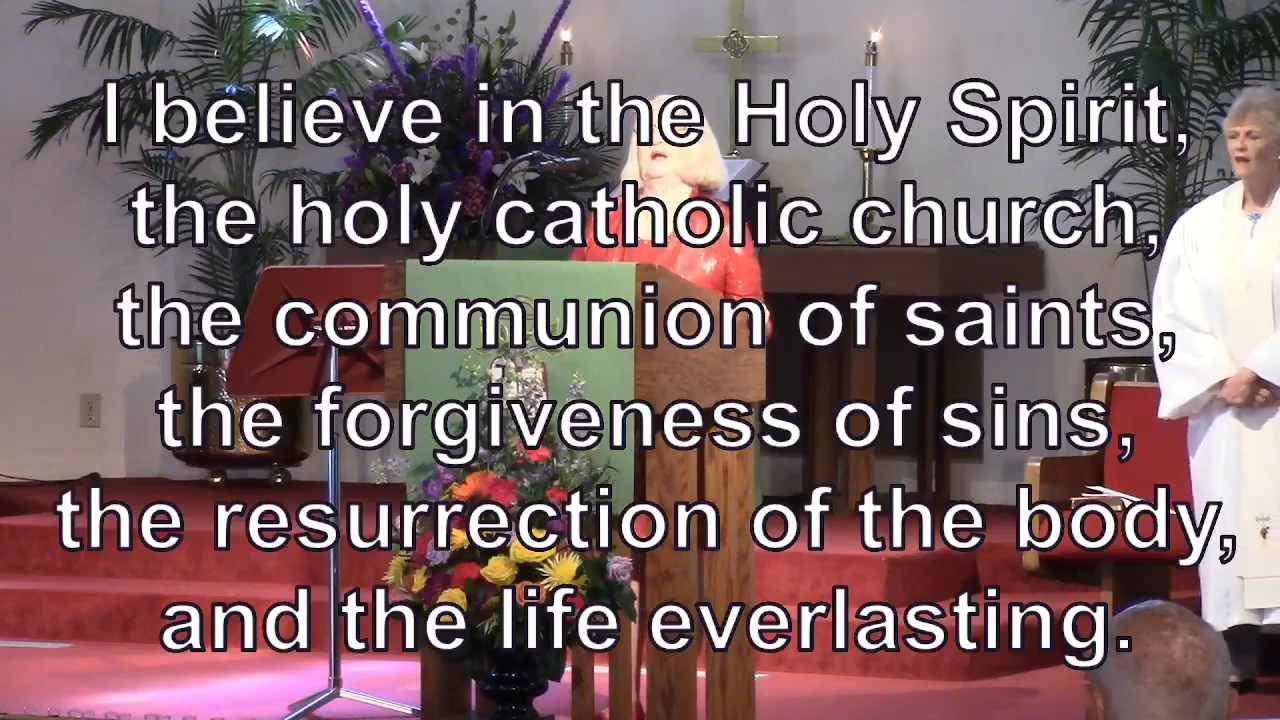 I believe in the Holy Spirit,
the holy catholic church,
the communion of saints,
the forgiveness of sins,
the resurrection of the body,
and the life everlasting.